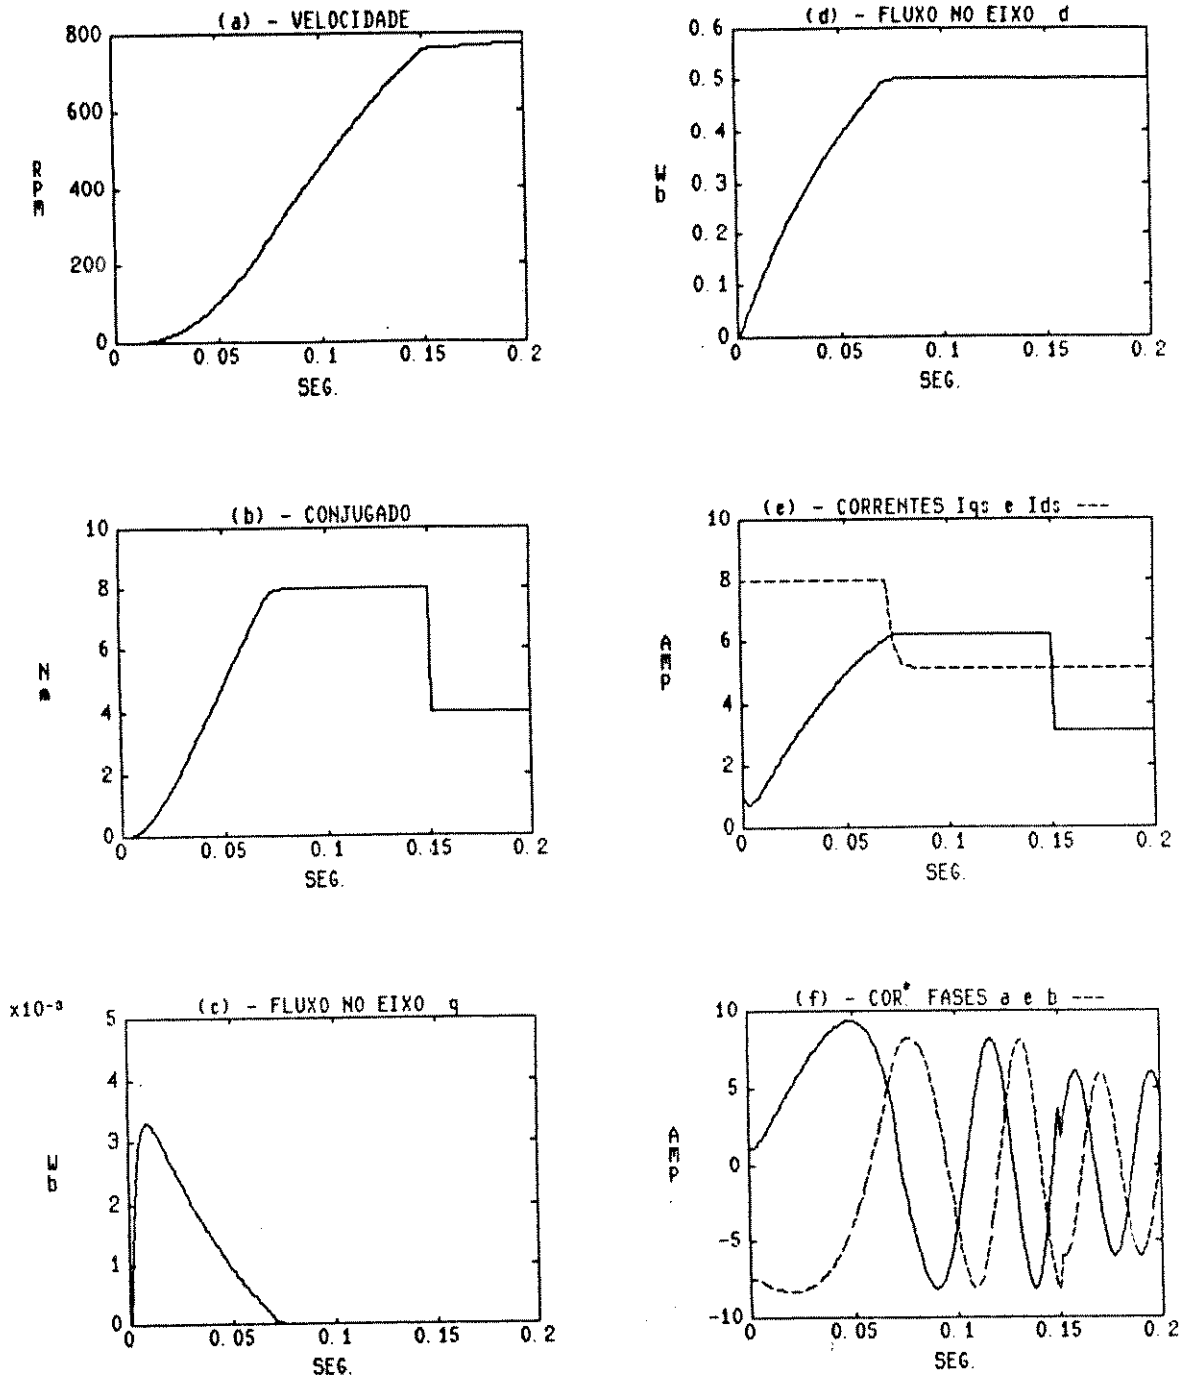 (a) - VELOCIDADE
800
600
400
200
0
RPM
0 0.05 0.1 0.15 0.2
SEG.
(d) - FLUXO NO EIXO d
0.6
0.5
0.4
0.3
0.2
0.1
0
Wb
0 0.05 0.1 0.15 0.2
SEG.
(b) - CONJUGADO
10
8
6
4
2
0
Nm
0 0.05 0.1 0.15 0.2
SEG.
(e) - CORRENTES Iqs e Ids ---
10
8
6
4
2
0
AMP
0 0.05 0.1 0.15 0.2
SEG.
x10-3
(c) - FLUXO NO EIXO q
5
4
3
2
1
0
Wb
0 0.05 0.1 0.15 0.2
SEG.
(f) - COR* FASES a e b ---
10
5
0
-5
-10
AMP
0 0.05 0.1 0.15 0.2
SEG.